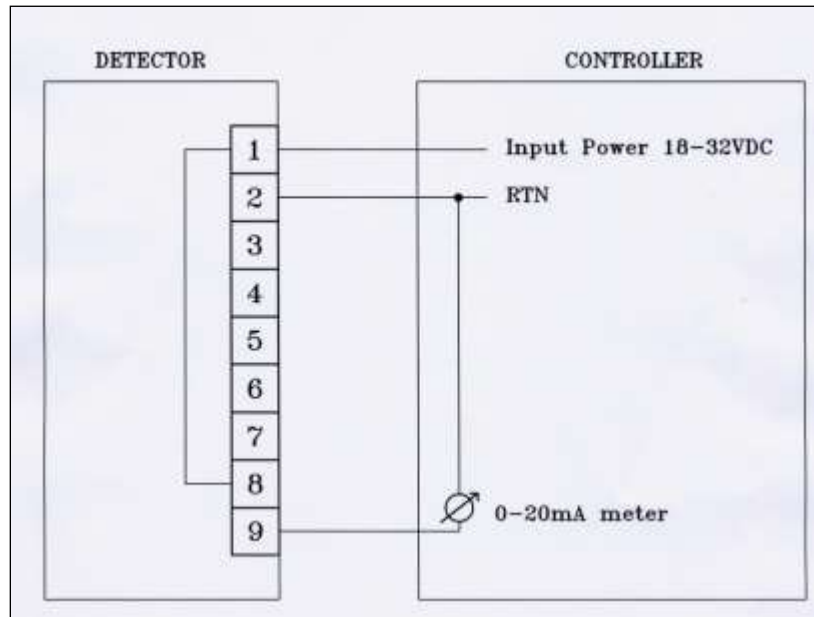 DETECTOR
CONTROLLER
1
Input Power 18-32VDC
2
RTN
3
4
5
6
7
8
0-20mA meter
9